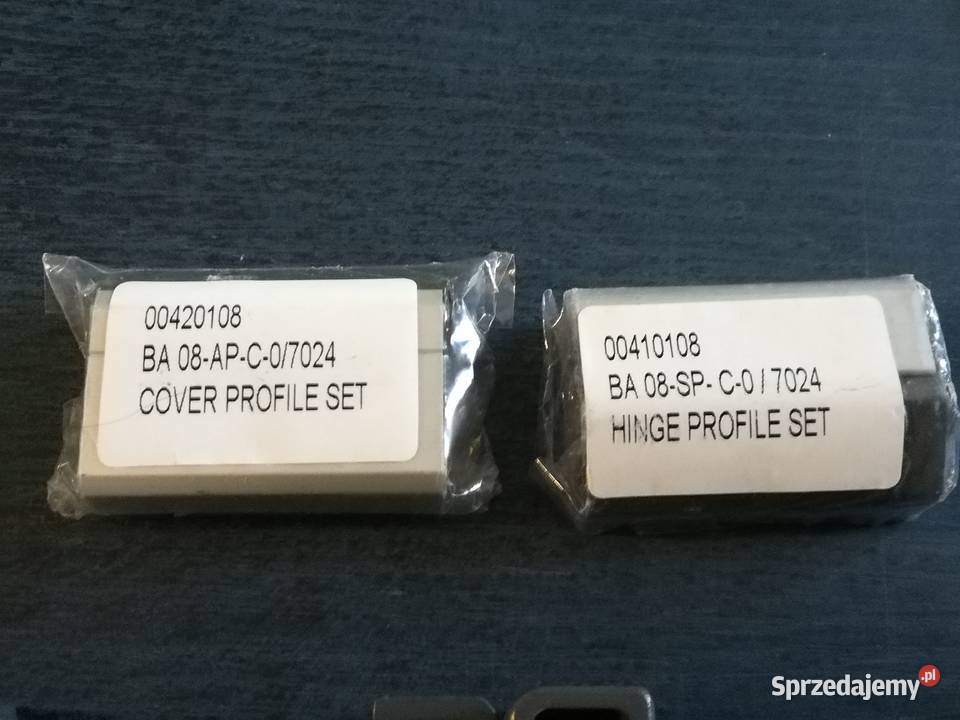 00420108
BA 08-AP-C-0/7024
COVER PROFILE SET
00410108
BA 08-SP- C-0 / 7024
HINGE PROFILE SET
Sprzedajemy.pl